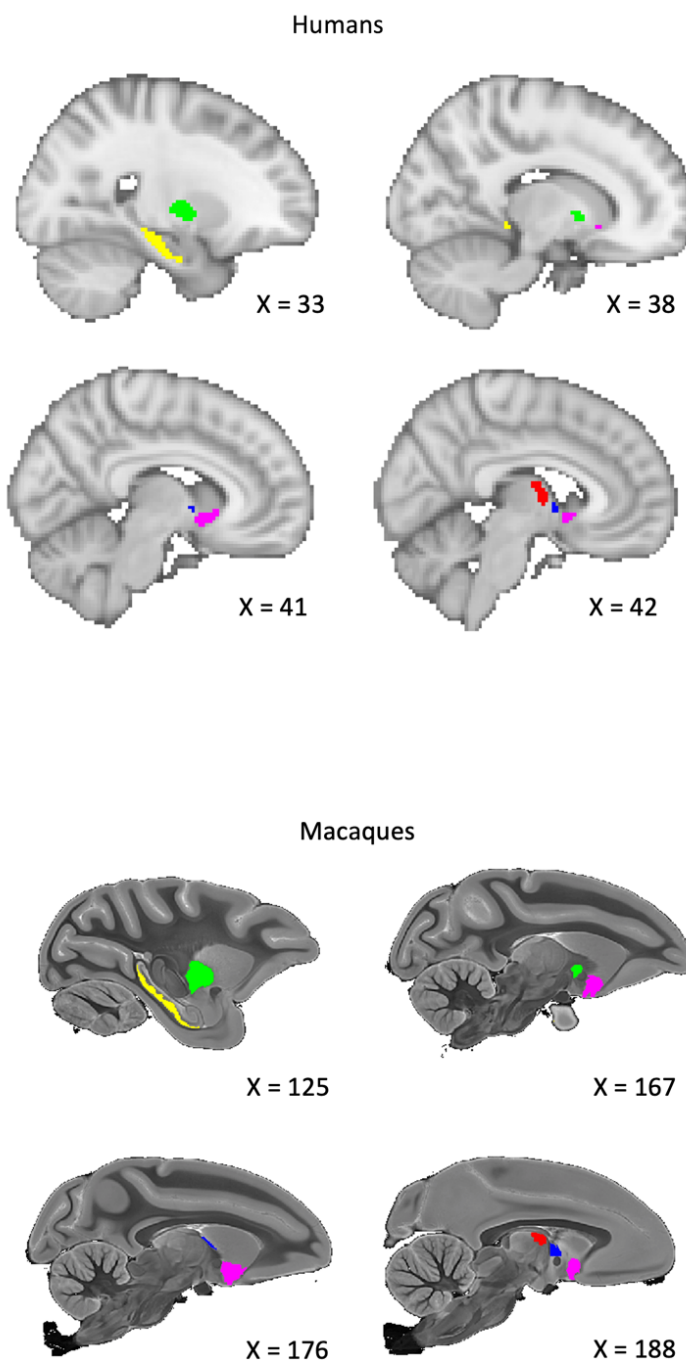 Humans
X = 33
X = 38
X = 41
X = 42
Macaques
X = 125
X = 167
X = 176
X = 188